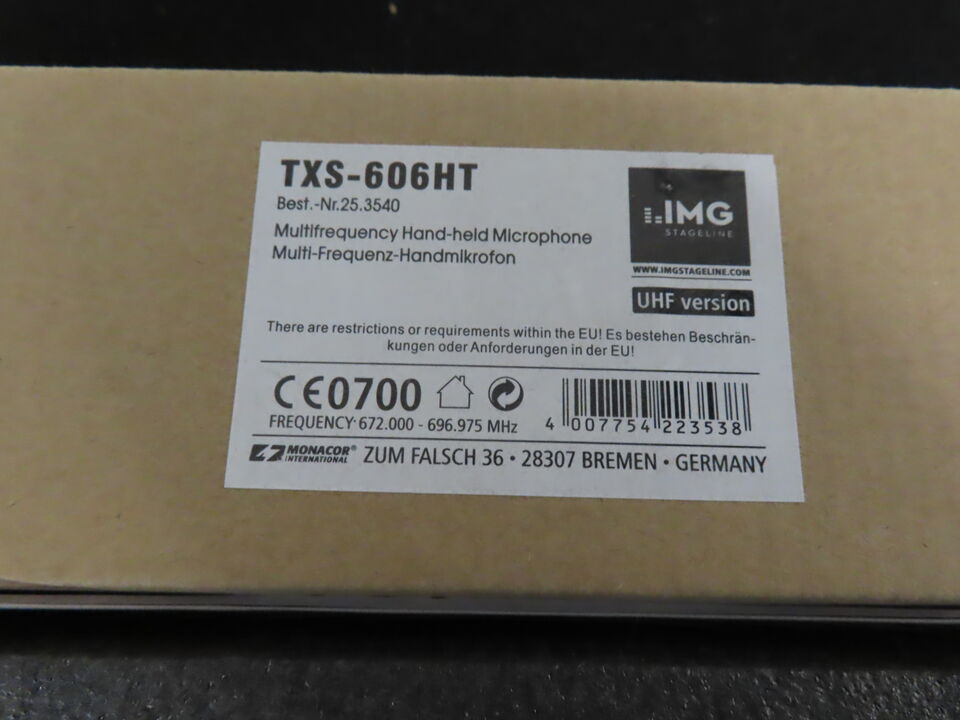 TXS-606HT
Best.-Nr.25.3540
Multifrequency Hand-held Microphone
Multi-Frequenz-Handmikrofon
IMG
STAGELINE
WWW.IMGSTAGELINE.COM
UHF version
There are restrictions or requirements within the EU! Es bestehen Beschrän-
kungen oder Anforderungen in der EU!
CE0700
FREQUENCY: 672.000 - 696.975 MHz
4 007754 223538
MONACOR®
INTERNATIONAL
ZUM FALSCH 36 • 28307 BREMEN • GERMANY